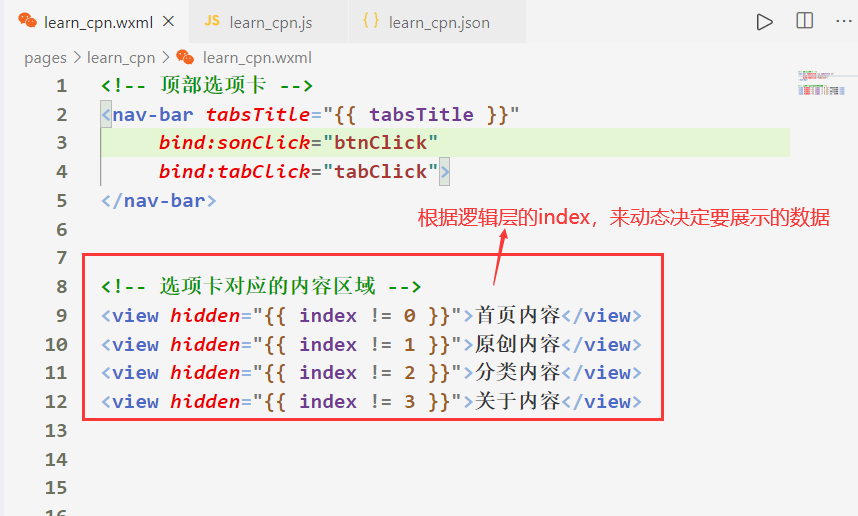 learn_cpn.wxml
JS learn_cpn.js
{ } learn_cpn.json
pages > learn_cpn > learn_cpn.wxml
1 <!-- 顶部选项卡 -->
2 <nav-bar tabsTitle="{{ tabsTitle }}"
3 bind:sonClick="btnClick"
4 bind:tabClick="tabClick">
5 </nav-bar>
根据逻辑层的index，来动态决定要展示的数据
6
7
8 <!-- 选项卡对应的内容区域 -->
9 <view hidden="{{ index != 0 }}">首页内容</view>
10 <view hidden="{{ index != 1 }}">原创内容</view>
11 <view hidden="{{ index != 2 }}">分类内容</view>
12 <view hidden="{{ index != 3 }}">关于内容</view>
13
14
15
16